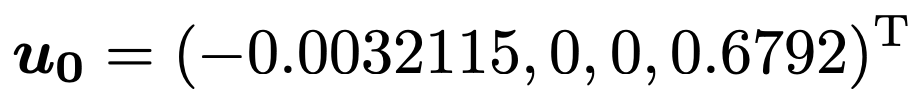 u₀ = (−0.0032115, 0, 0, 0.6792)ᵀ